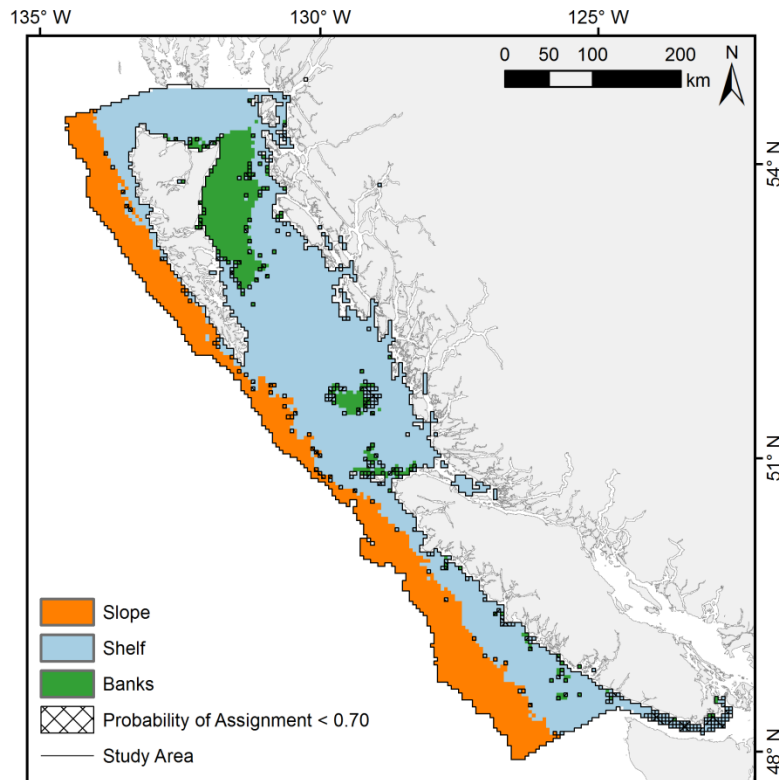 135° W 130° W 125° W
0 50 100 200
km
N
54° N
51° N
48° N
Slope
Shelf
Banks
Probability of Assignment < 0.70
Study Area